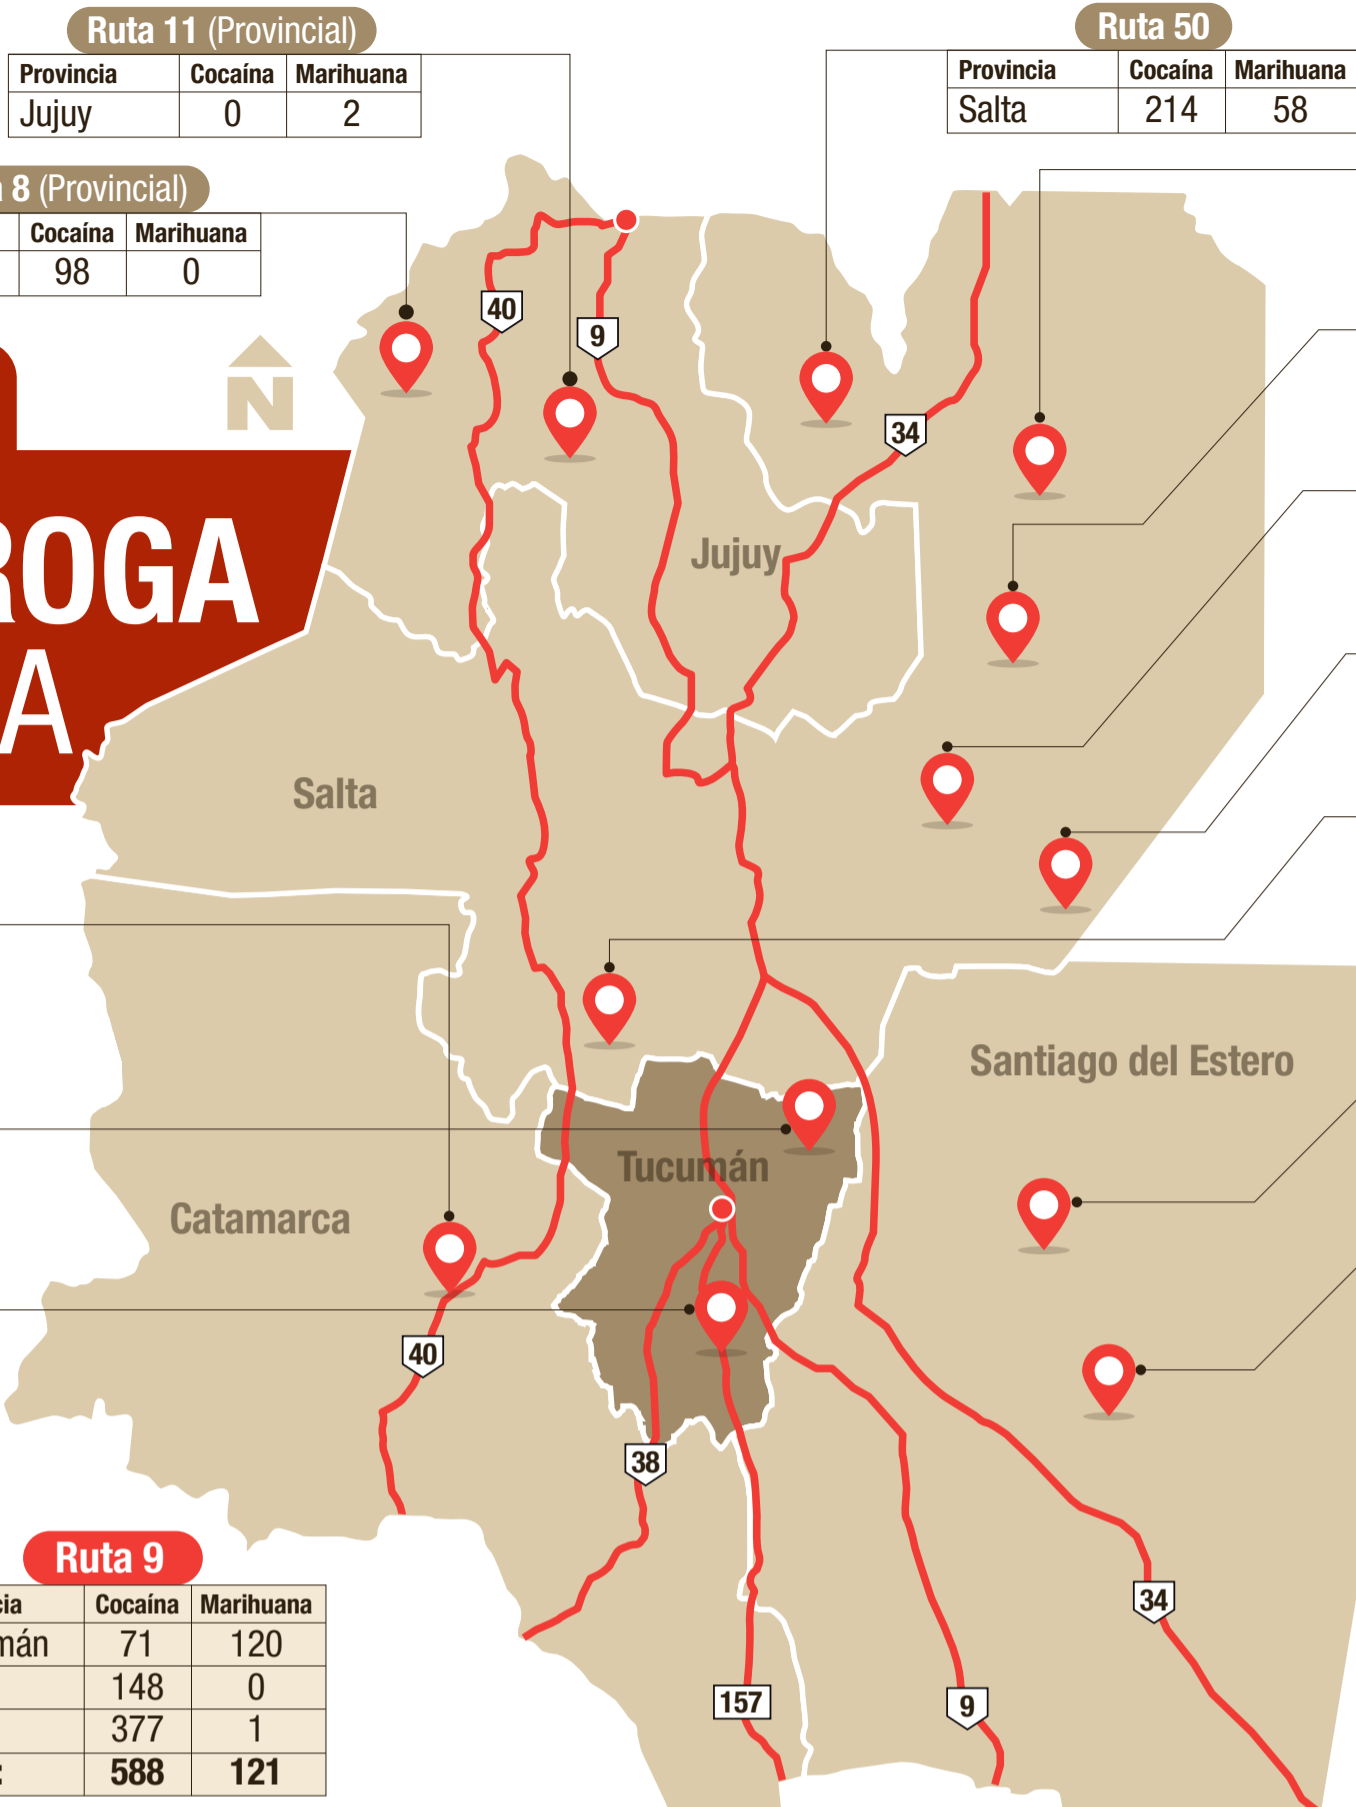 Ruta 11 (Provincial)
Provincia Cocaína Marihuana
Jujuy 0 2
Ruta 50
Provincia Cocaína Marihuana
Salta 214 58
8 (Provincial)
Cocaína Marihuana
98 0
N
ROGA
A
40
9
34
Jujuy
Salta
Santiago del Estero
Tucumán
Catamarca
40
38
34
157
9
Ruta 9
cia Cocaína Marihuana
mán 71 120
148 0
377 1
: 588 121